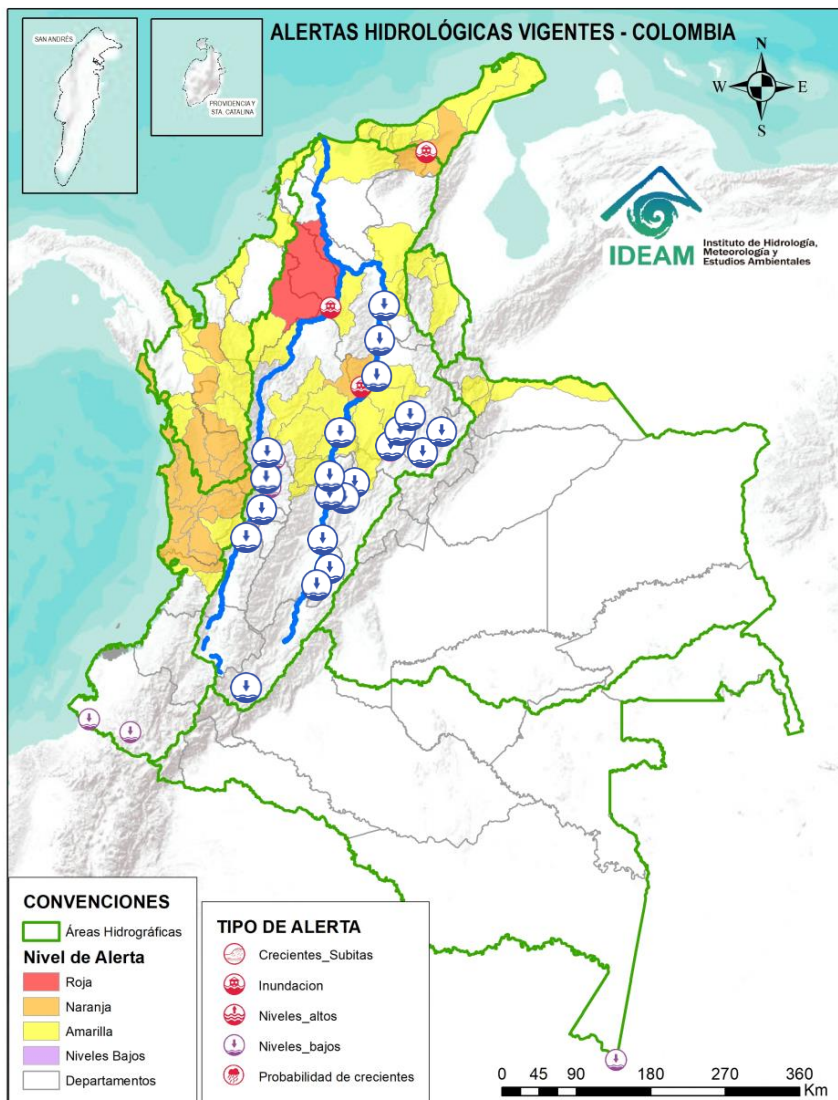 ALERTAS HIDROLÓGICAS VIGENTES - COLOMBIA
SAN ANDRÉS
PROVIDENCIA Y
STA. CATALINA
N
W
E
S
IDEAM
Instituto de Hidrología,
Meteorología y
Estudios Ambientales
CONVENCIONES
Áreas Hidrográficas
Nivel de Alerta
Roja
Naranja
Amarilla
Niveles Bajos
Departamentos
TIPO DE ALERTA
Crecientes_Subitas
Inundacion
Niveles_altos
Niveles_bajos
Probabilidad de crecientes
0 45 90 180 270 360
Km